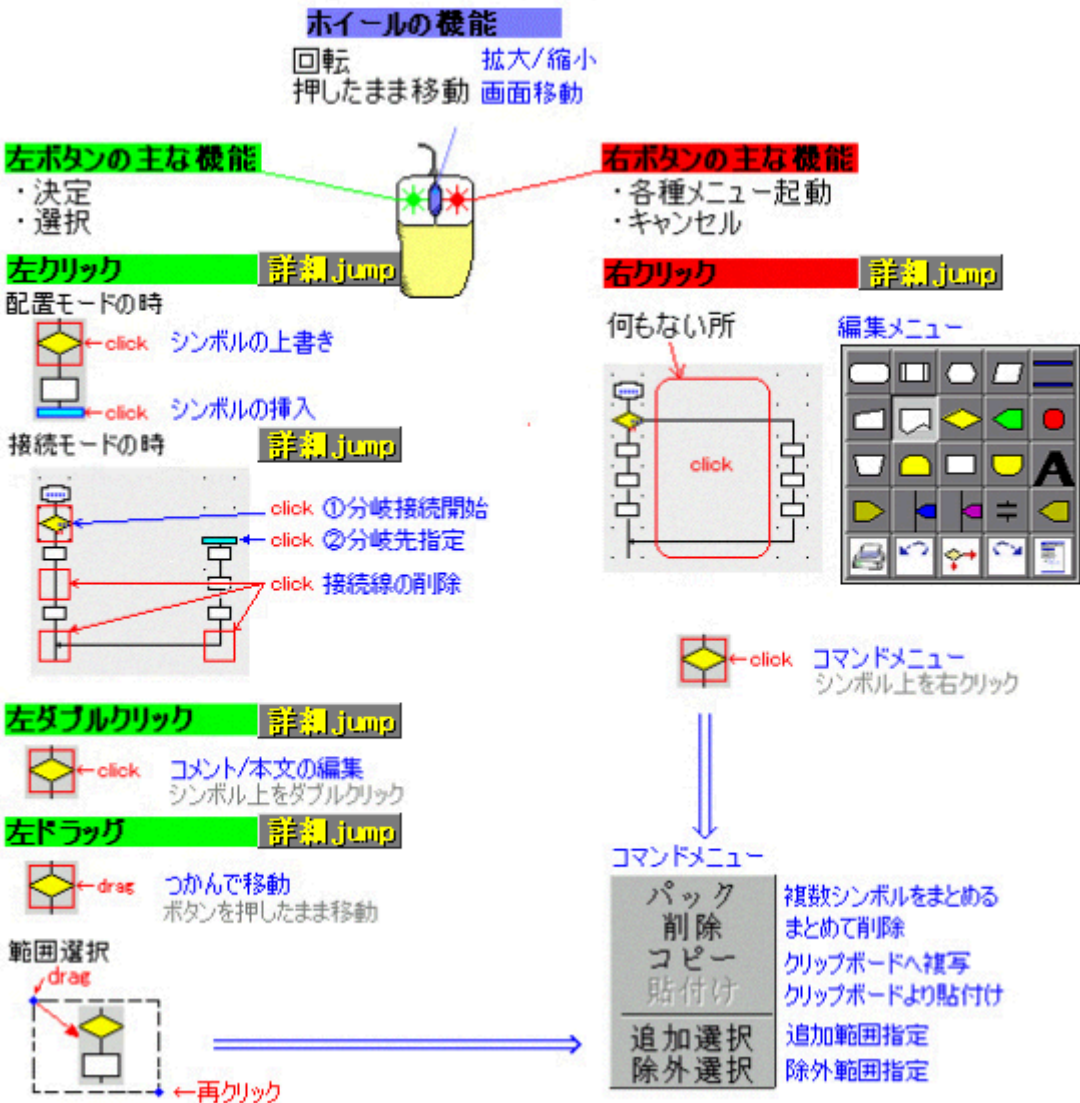 ホイールの機能
回転 拡大/縮小
押したまま移動 画面移動
左ボタンの主な機能
・決定
・選択
右ボタンの主な機能
・各種メニュー起動
・キャンセル
左クリック 詳細jump
配置モードの時
←click シンボルの上書き
←click シンボルの挿入
接続モードの時 詳細jump
click ①分岐接続開始
click ②分岐先指定
click 接続線の削除
左ダブルクリック 詳細jump
←click コメント/本文の編集
シンボル上をダブルクリック
左ドラッグ 詳細jump
←drag つかんで移動
ボタンを押したまま移動
範囲選択
drag
←再クリック
右クリック 詳細jump
何もない所 編集メニュー
click
A
←click コマンドメニュー
シンボル上を右クリック
コマンドメニュー
パック 複数シンボルをまとめる
削除 まとめて削除
コピー クリップボードへ複写
貼付け クリップボードより貼付け
追加選択 追加範囲指定
除外選択 除外範囲指定